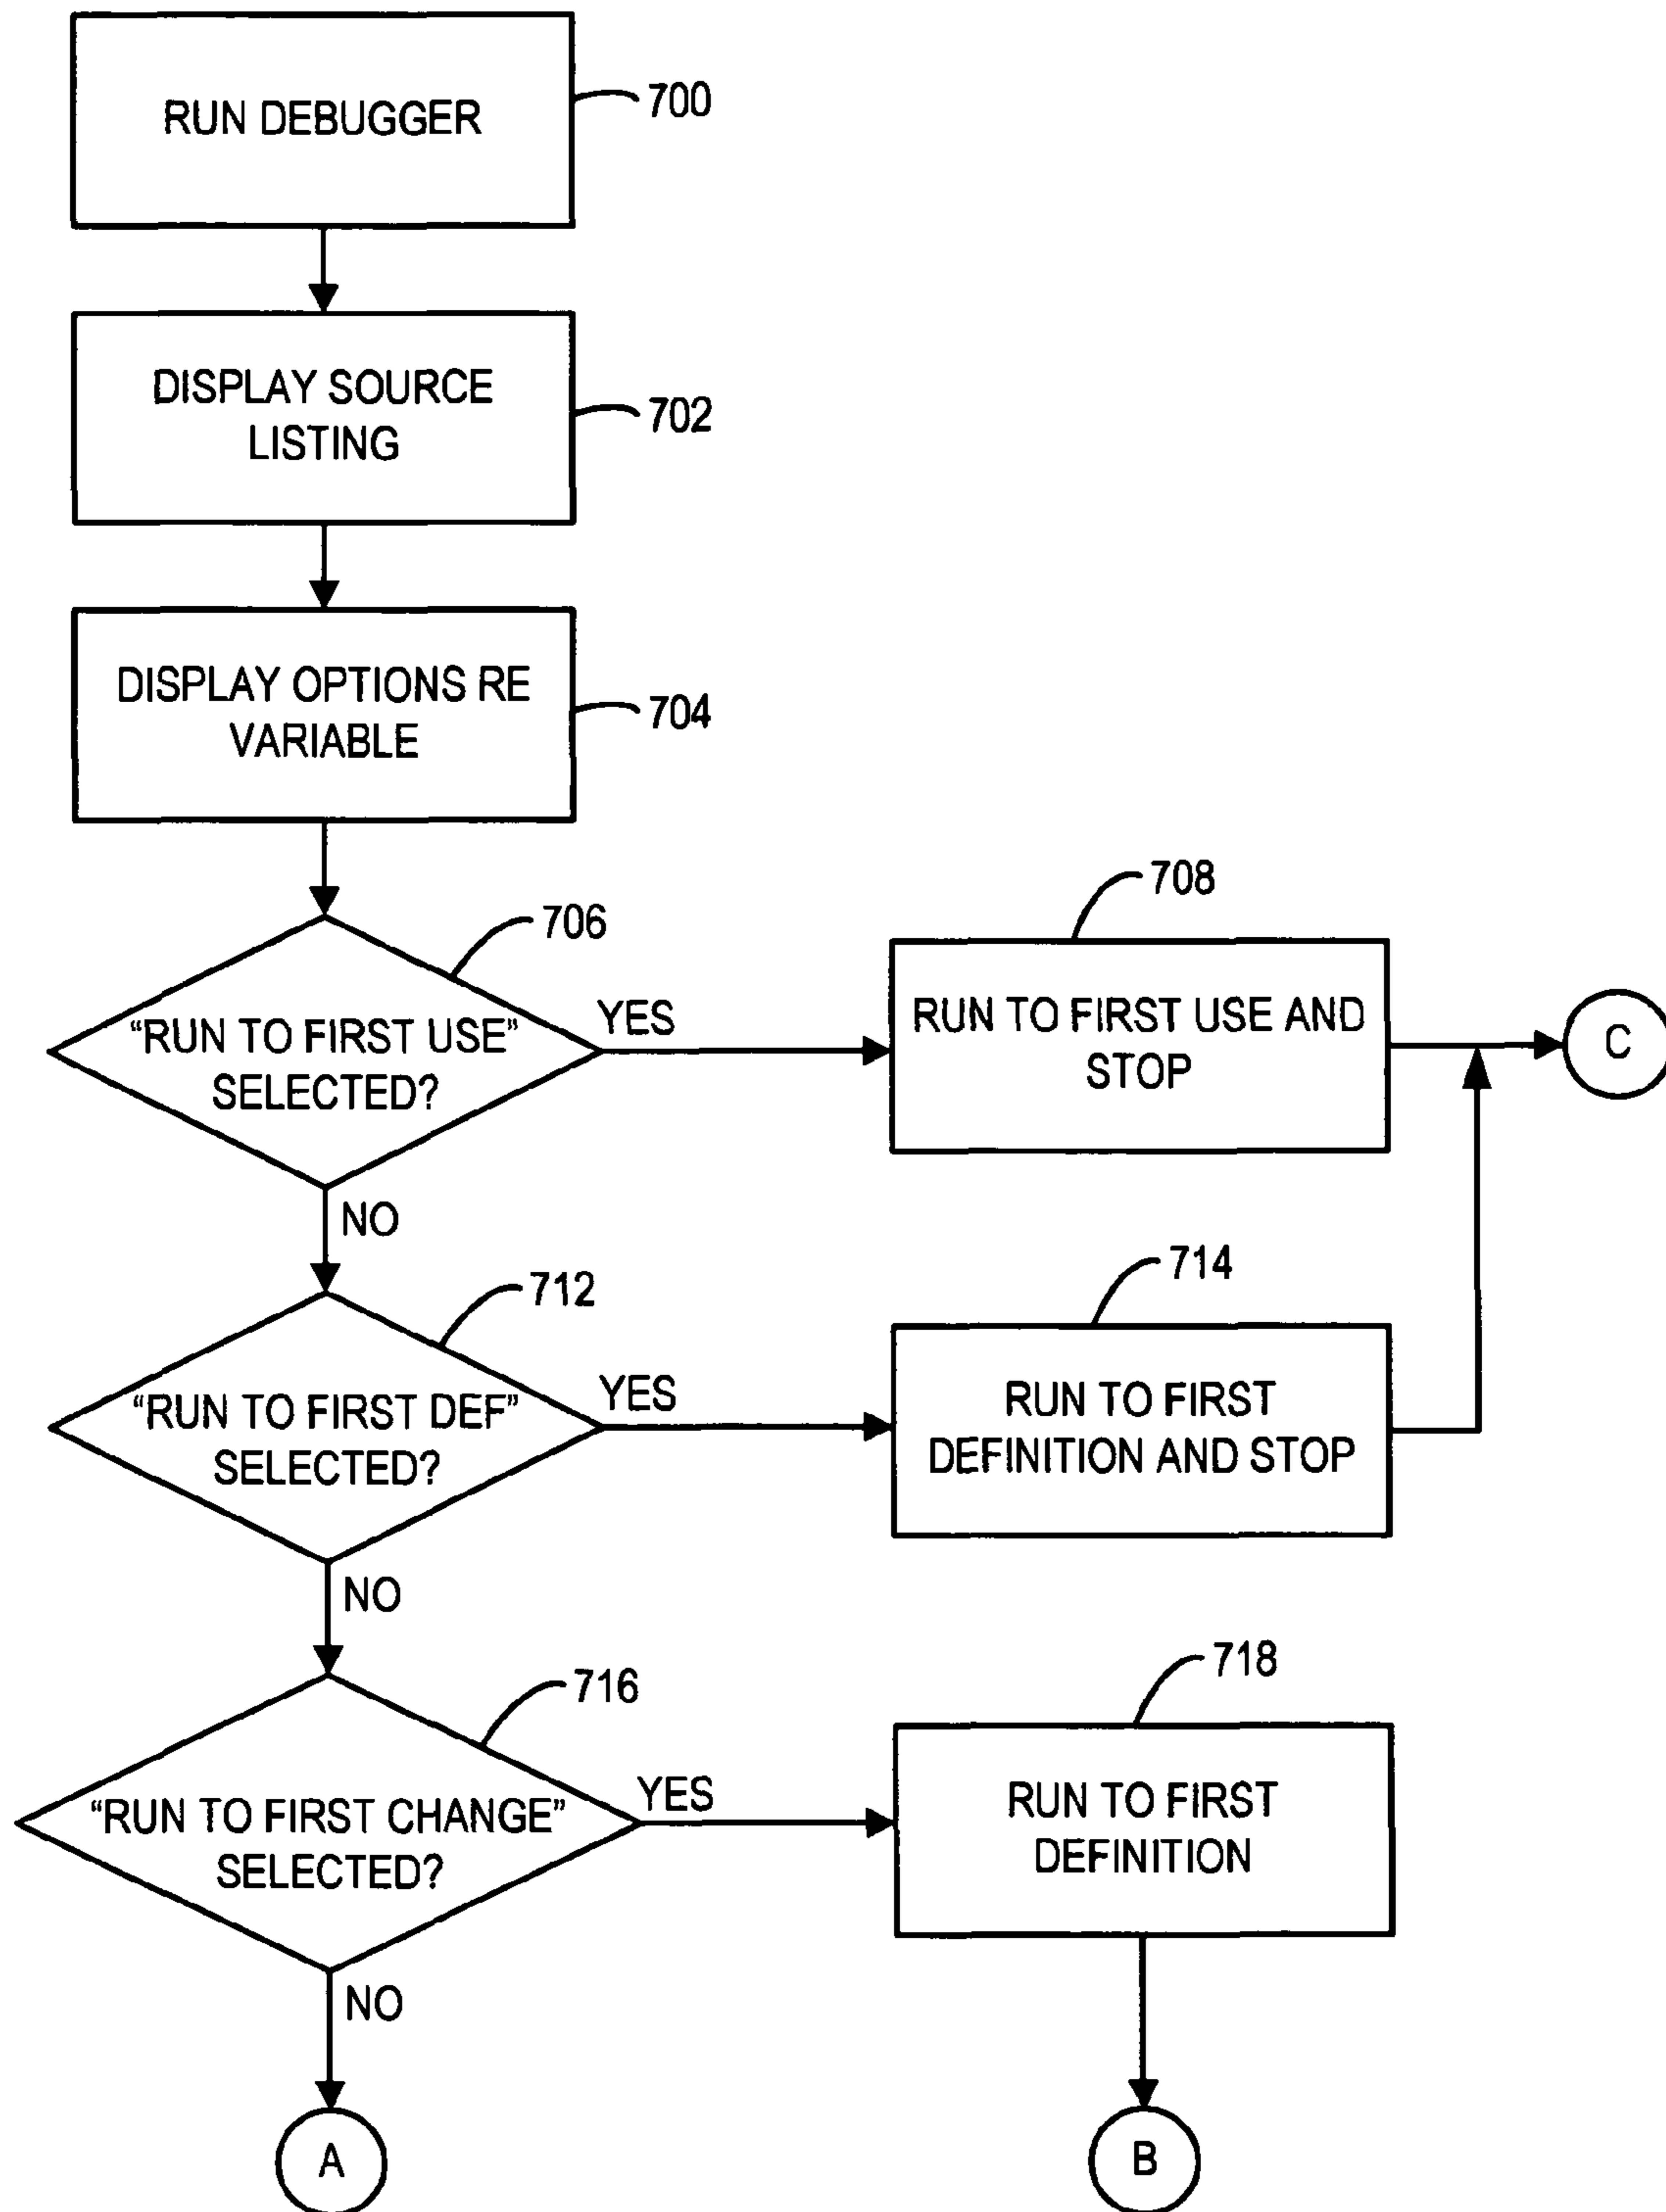 RUN DEBUGGER
700
DISPLAY SOURCE
LISTING
702
DISPLAY OPTIONS RE
VARIABLE
704
706
“RUN TO FIRST USE”
SELECTED?
YES
NO
708
RUN TO FIRST USE AND
STOP
C
712
“RUN TO FIRST DEF”
SELECTED?
YES
NO
714
RUN TO FIRST
DEFINITION AND STOP
716
“RUN TO FIRST CHANGE”
SELECTED?
YES
NO
718
RUN TO FIRST
DEFINITION
A
B